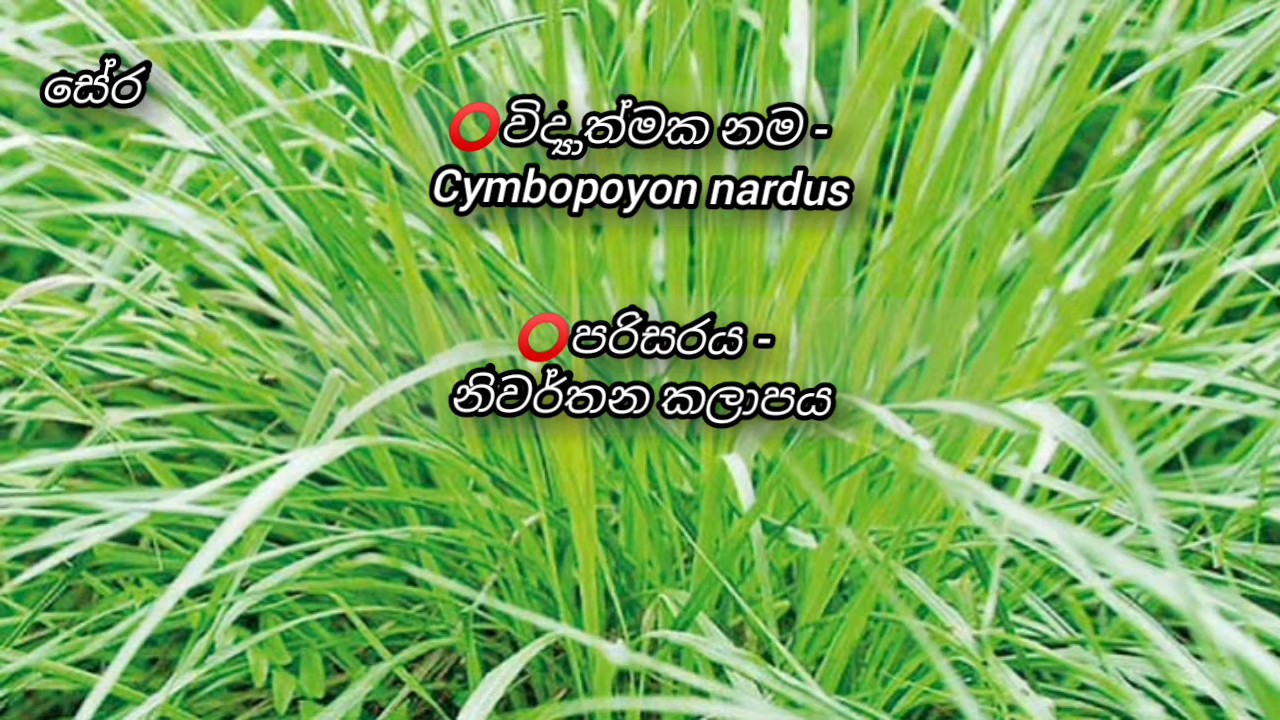 සේර
⭕විද්‍යාත්මක නම -
Cymbopoyon nardus
⭕පරිසරය -
නිවර්තන කලාපය